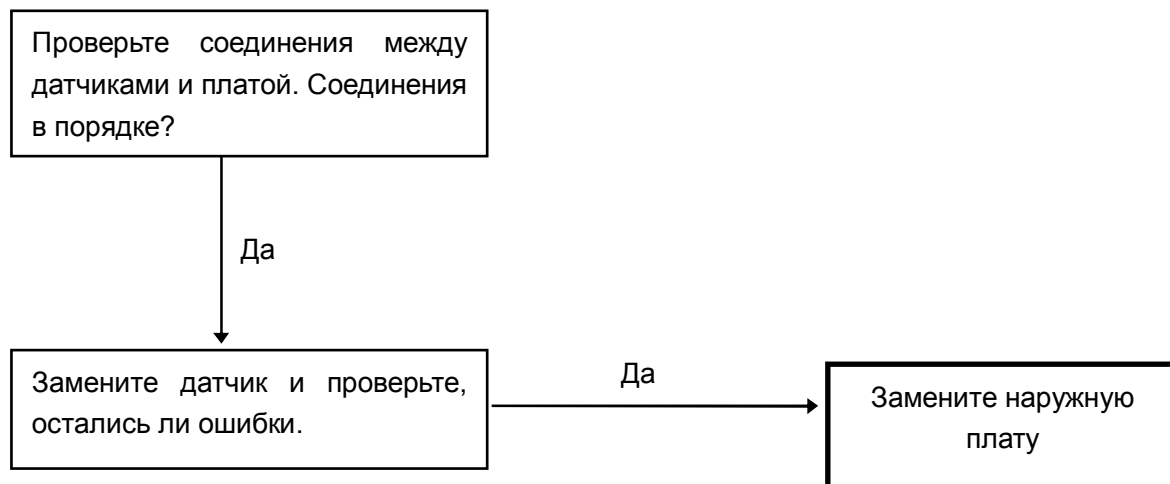 Проверьте соединения между
датчиками и платой. Соединения
в порядке?
Да
Замените датчик и проверьте,
остались ли ошибки.
Да
Замените наружную
плату